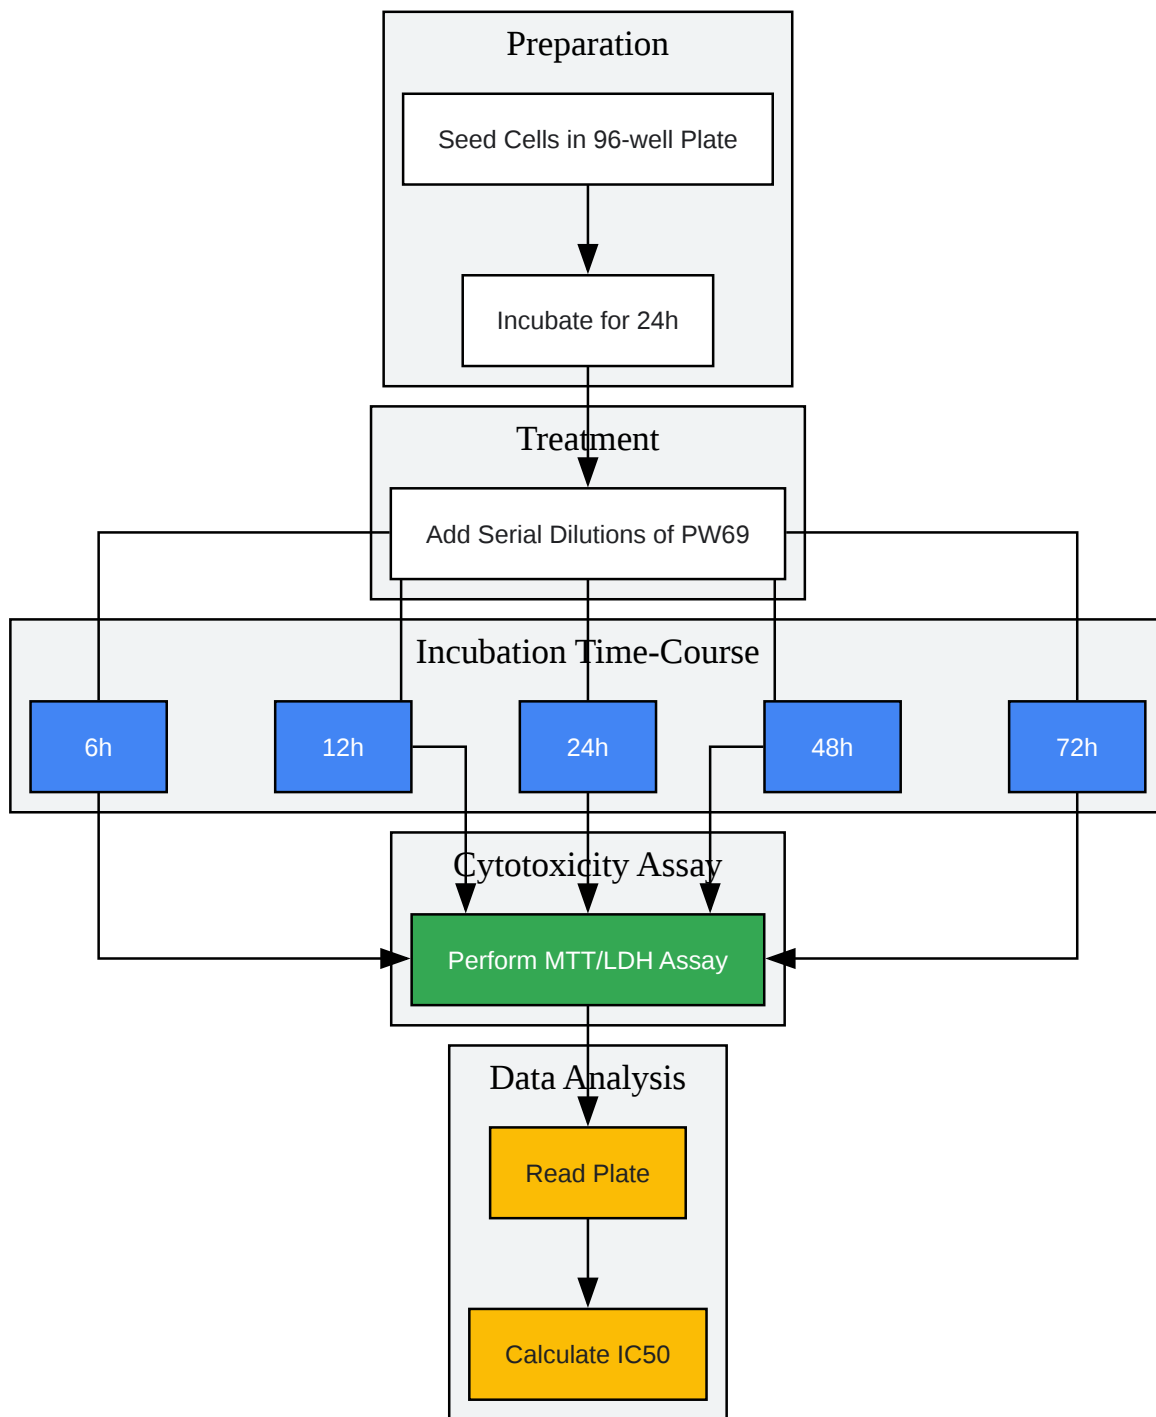 Preparation
Seed Cells in 96-well Plate
Incubate for 24h
Treatment
Add Serial Dilutions of PW69
Incubation Time-Course
6h
12h
24h
48h
72h
Cytotoxicity Assay
Perform MTT/LDH Assay
Data Analysis
Read Plate
Calculate IC50